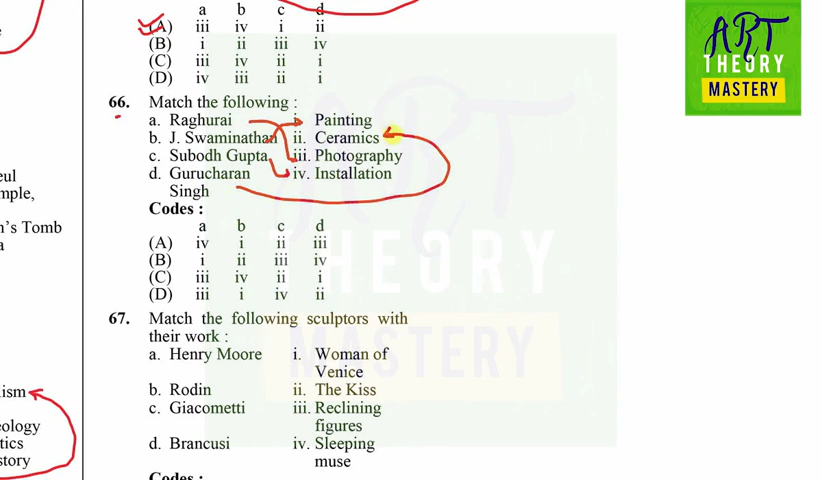 a b c d
(A) iii iv i ii
(B) i ii iii iv
(C) iii iv ii i
(D) iv iii ii i
66. Match the following :
a. Raghurai i. Painting
b. J. Swaminathan ii. Ceramics
c. Subodh Gupta iii. Photography
d. Gurucharan iv. Installation
Singh
Codes :
a b c d
(A) iv i ii iii
(B) i ii iii iv
(C) iii iv ii i
(D) iii i iv ii
67. Match the following sculptors with
their work :
a. Henry Moore i. Woman of
Venice
b. Rodin ii. The Kiss
c. Giacometti iii. Reclining
figures
d. Brancusi iv. Sleeping
muse
Codes :
mple,
n's Tomb
a
ism
eology
tics
story
ART
THEORY
MASTERY
ART
THEORY
MASTERY